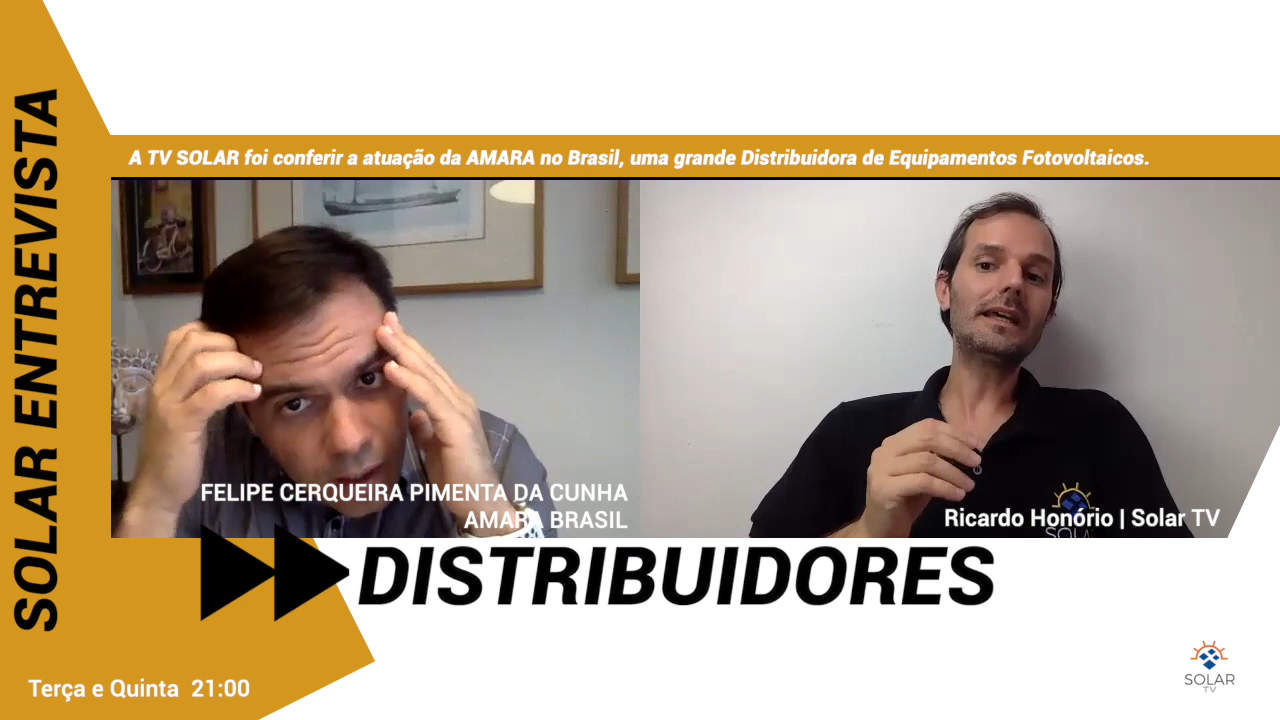 SOLAR ENTREVISTA
A TV SOLAR foi conferir a atuação da AMARA no Brasil, uma grande Distribuidora de Equipamentos Fotovoltaicos.
FELIPE CERQUEIRA PIMENTA DA CUNHA
AMARA BRASIL
Ricardo Honório | Solar TV
DISTRIBUIDORES
Terça e Quinta 21:00
SOLAR
TV